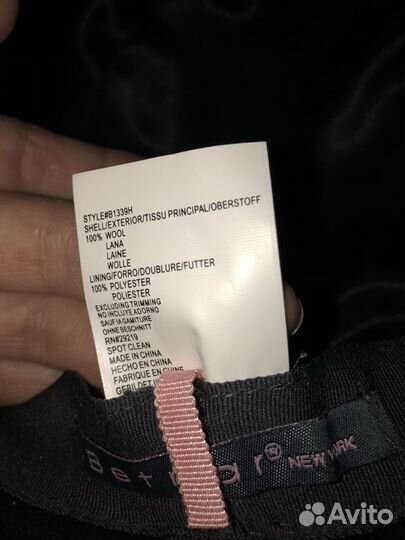 STYLE#B1339H
SHELL/EXTERIOR/TISSU PRINCIPAL/OBERSTOFF
100% WOOL
LANA
LAINE
WOLLE
LINING/FORRO/DOUBLURE/FUTTER
100% POLYESTER
POLIESTER
EXCLUDING TRIMMING
NO INCLUYE ADORNO
SAUF/A GAMITURE
OHNE BESCHNITT
RN#29219
SPOT CLEAN
MADE IN CHINA
HECHO EN CHINA
FABRIQUE EN CHINE
GEBILDET
NEW YORK
Avito